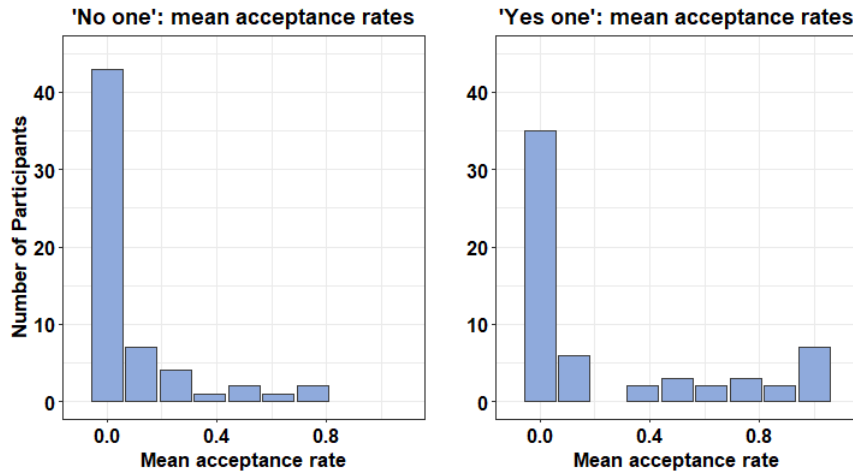 'No one': mean acceptance rates
Number of Participants
40
30
20
10
0
0.0 0.4 0.8
Mean acceptance rate
'Yes one': mean acceptance rates
40
30
20
10
0
0.0 0.4 0.8
Mean acceptance rate